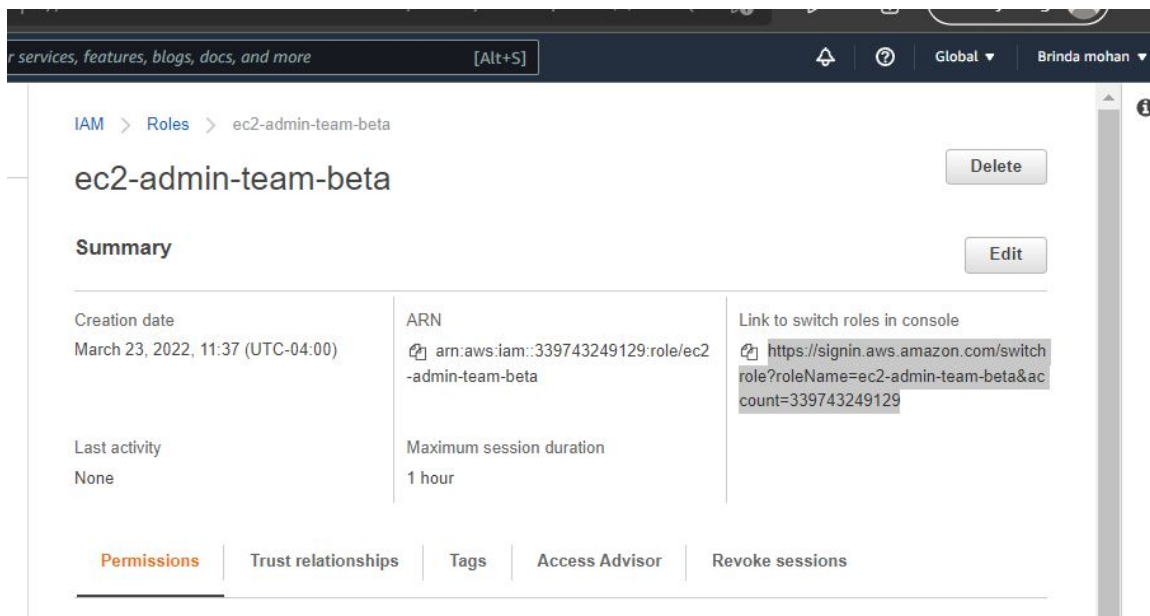 r services, features, blogs, docs, and more [Alt+S] Global ▼ Brinda mohan ▼
IAM > Roles > ec2-admin-team-beta
ec2-admin-team-beta
Delete
Summary
Edit
Creation date
March 23, 2022, 11:37 (UTC-04:00)
ARN
arn:aws:iam::339743249129:role/ec2
-admin-team-beta
Link to switch roles in console
https://signin.aws.amazon.com/switch
role?roleName=ec2-admin-team-beta&ac
count=339743249129
Last activity
None
Maximum session duration
1 hour
Permissions Trust relationships Tags Access Advisor Revoke sessions